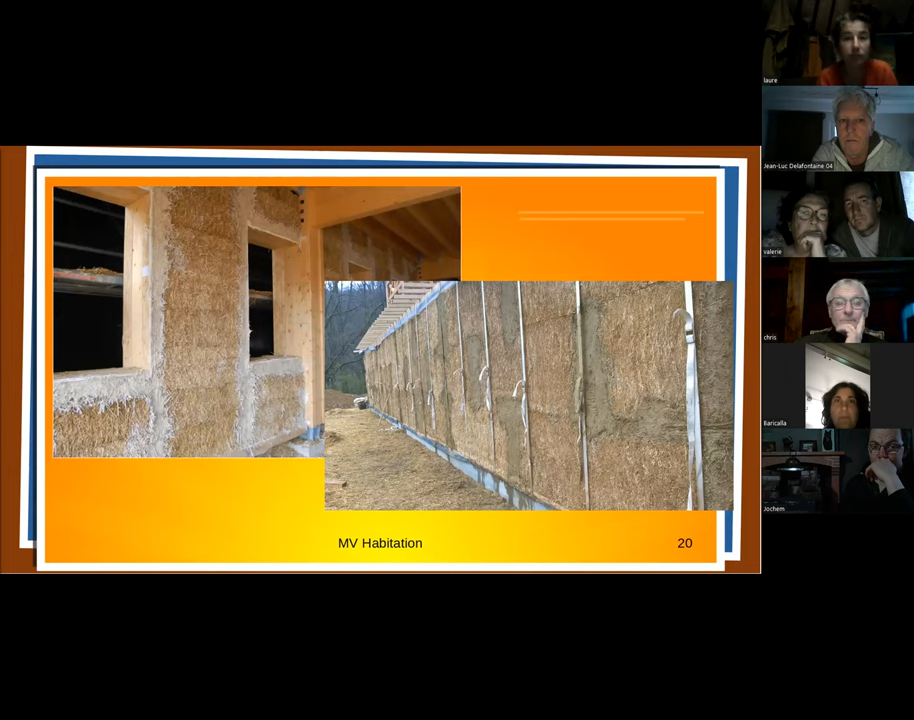 laure
Jean-Luc Delafontaine 04
valerie
chris
Baricalla
Jochem
MV Habitation
20